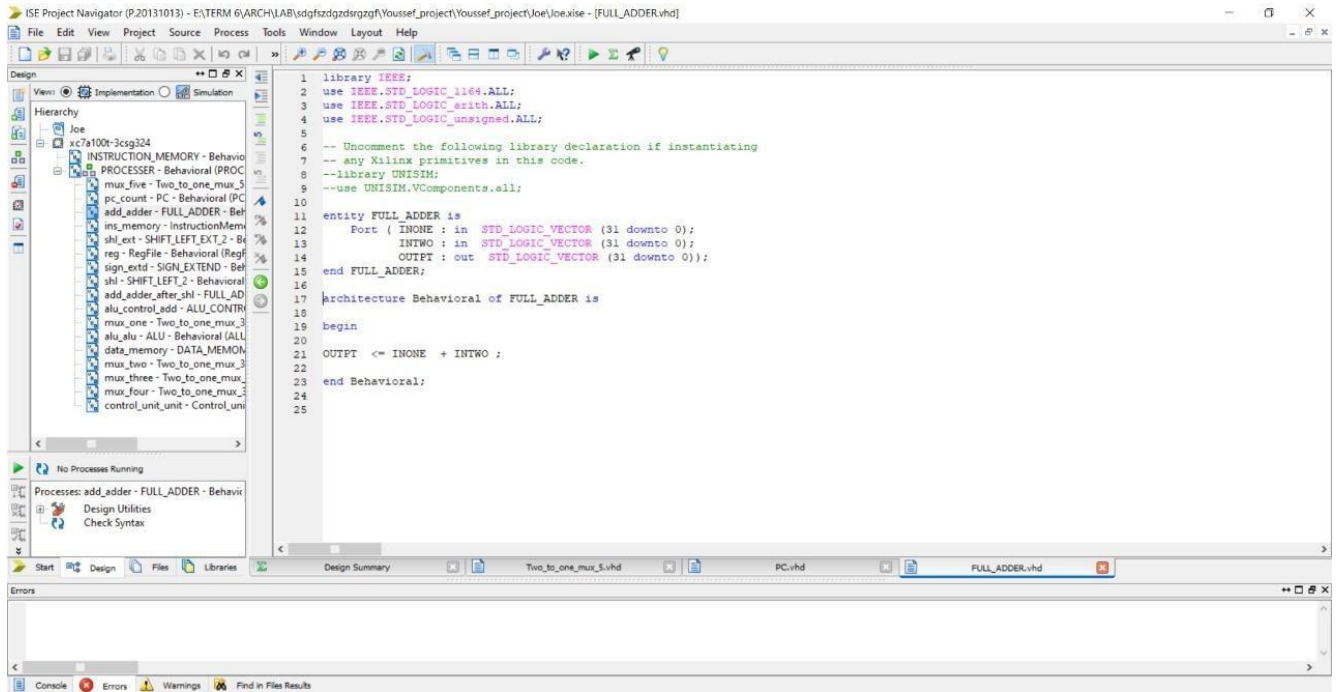 ISE Project Navigator (P.20131013) - E:\TERM 6\ARCH\LAB\sdgfszdgzdsrgzgf\Youssef_project\Youssef_project\Joe\Joe.xise - [FULL_ADDER.vhd]
File Edit View Project Source Process Tools Window Layout Help
Design
View: Implementation Simulation
Hierarchy
Joe
xc7a100t-3csg324
INSTRUCTION_MEMORY - Behavio
PROCESSER - Behavioral (PROC
mux_five - Two_to_one_mux_5
pc_count - PC - Behavioral (PC
add_adder - FULL_ADDER - Beh
ins_memory - InstructionMem
shl_ext - SHIFT_LEFT_EXT_2 - Be
reg - RegFile - Behavioral (RegF
sign_extd - SIGN_EXTEND - Beh
shl - SHIFT_LEFT_2 - Behavioral
add_adder_after_shl - FULL_AD
alu_control_add - ALU_CONTR
mux_one - Two_to_one_mux_3
alu_alu - ALU - Behavioral (ALU
data_memory - DATA_MEMO
mux_two - Two_to_one_mux_3
mux_three - Two_to_one_mux_
mux_four - Two_to_one_mux_3
control_unit_unit - Control_uni
No Processes Running
Processes: add_adder - FULL_ADDER - Behavic
Design Utilities
Check Syntax
Start Design Files Libraries
1 library IEEE;
2 use IEEE.STD_LOGIC_1164.ALL;
3 use IEEE.STD_LOGIC_arith.ALL;
4 use IEEE.STD_LOGIC_unsigned.ALL;
5
6 -- Uncomment the following library declaration if instantiating
7 -- any Xilinx primitives in this code.
8 --library UNISIM;
9 --use UNISIM.VComponents.all;
10
11 entity FULL_ADDER is
12 Port ( INONE : in STD_LOGIC_VECTOR (31 downto 0);
13 INTWO : in STD_LOGIC_VECTOR (31 downto 0);
14 OUTPT : out STD_LOGIC_VECTOR (31 downto 0));
15 end FULL_ADDER;
16
17 architecture Behavioral of FULL_ADDER is
18
19 begin
20
21 OUTPT <= INONE + INTWO ;
22
23 end Behavioral;
24
25
Design Summary Two_to_one_mux_5.vhd PC.vhd FULL_ADDER.vhd
Errors
Console Errors Warnings Find in Files Results